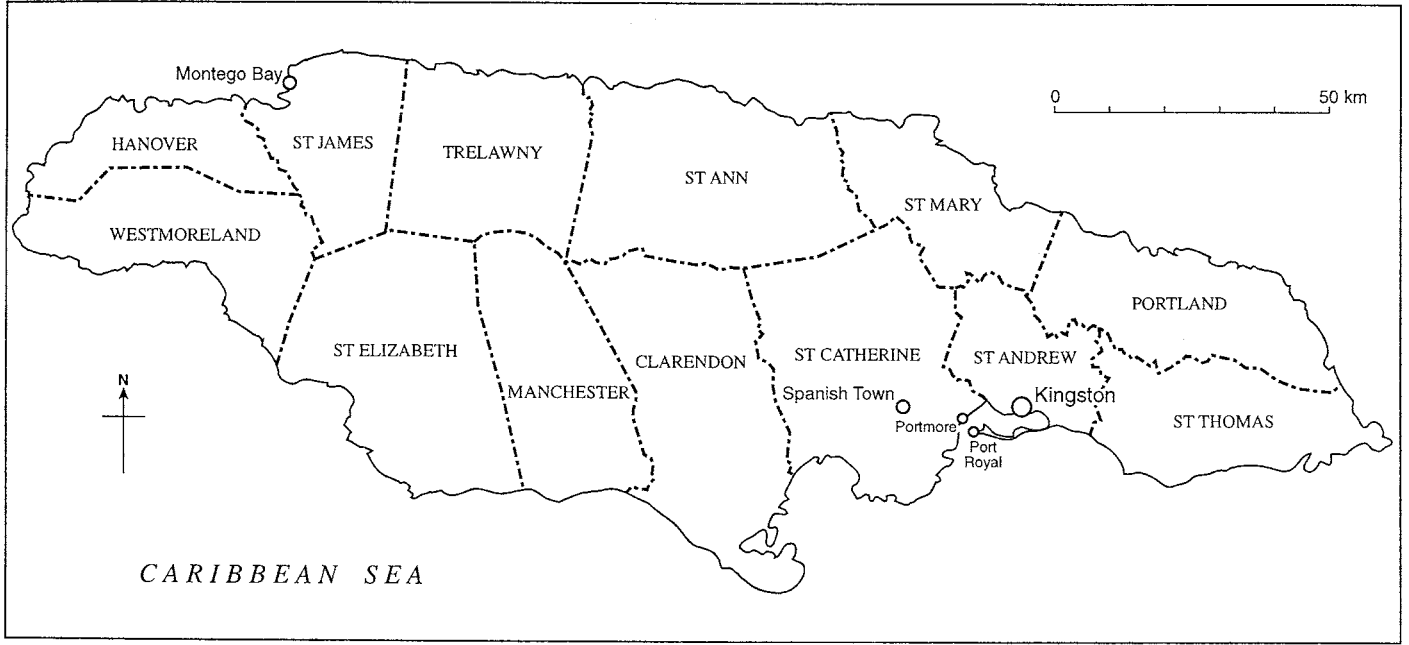 Montego Bay
0 50 km
HANOVER
ST JAMES
TRELAWNY
ST ANN
ST MARY
WESTMORELAND
PORTLAND
ST ELIZABETH
MANCHESTER
CLARENDON
ST CATHERINE
ST ANDREW
Spanish Town
Kingston
Portmore
Port
Royal
ST THOMAS
N
CARIBBEAN SEA